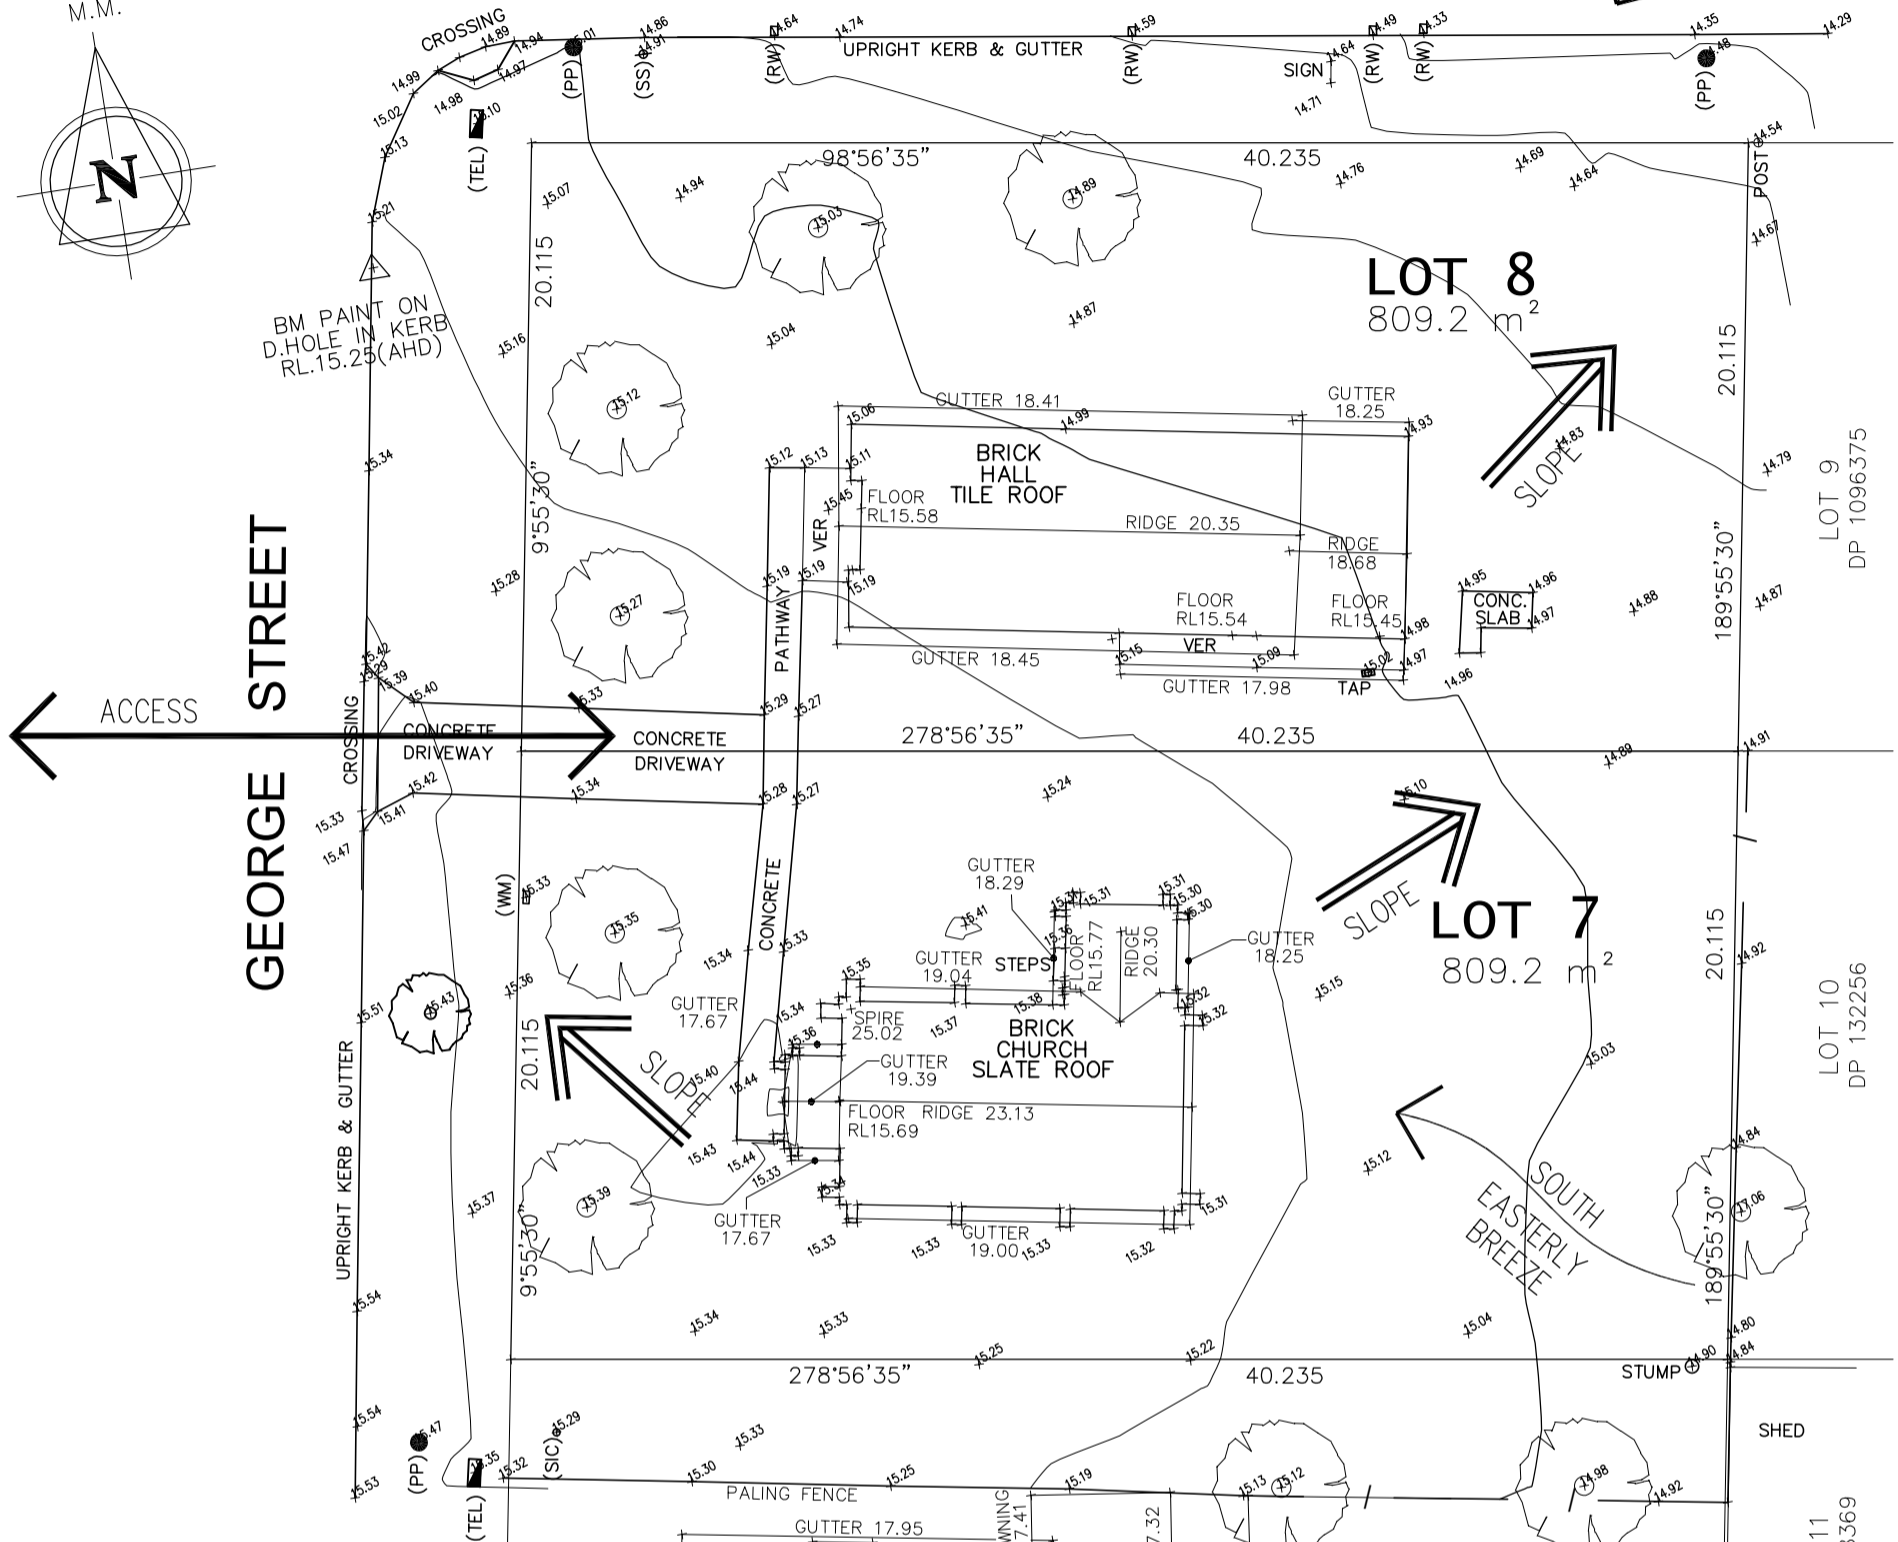 M.M.
N
CROSSING
14.89
14.94
14.99
14.97
14.98
15.02
15.10
15.13
(TEL)
15.21
(PP)
(SS)
14.86
14.91
14.64
(RW)
14.74
UPRIGHT KERB & GUTTER
14.59
(RW)
14.64
SIGN
14.71
14.49
(RW)
14.33
(RW)
14.35
14.29
(PP)
14.54
POST
98°56'35"
40.235
14.76
14.69
14.64
14.67
15.07
14.94
15.03
14.89
20.115
LOT 8
809.2 m²
BM PAINT ON
D.HOLE IN KERB
RL.15.25(AHD)
15.16
15.04
14.87
20.115
15.12
15.34
GUTTER 18.41
GUTTER
18.25
15.06
14.99
14.93
BRICK
HALL
TILE ROOF
14.83
SLOPE
14.79
LOT 9
DP 1096375
15.12
15.13
15.11
9°55'30"
15.45
FLOOR
RL15.58
VER
RIDGE 20.35
RIDGE
18.68
189°55'30"
15.28
15.27
15.19
15.19
15.19
PATHWAY
FLOOR
RL15.54
FLOOR
RL15.45
14.98
VER
15.15
15.09
15.02
14.97
TAP
GUTTER 18.45
GUTTER 17.98
14.95
14.96
CONC.
SLAB
14.97
14.88
14.87
14.96
GEORGE STREET
ACCESS
15.42
15.29
15.39
15.40
15.33
15.29
15.27
CROSSING
CONCRETE
DRIVEWAY
CONCRETE
DRIVEWAY
278°56'35"
40.235
14.89
14.91
15.42
15.34
15.28
15.27
15.33
15.41
15.47
15.24
15.10
SLOPE
LOT 7
809.2 m²
20.115
(WM)
15.33
15.35
CONCRETE
15.34
15.33
GUTTER
18.29
15.41
15.31
15.31
15.30
15.30
15.36
FLOOR
RL15.77
RIDGE
20.30
GUTTER
18.25
14.92
15.36
15.43
15.51
GUTTER
17.67
15.34
15.35
GUTTER
19.04
STEPS
15.38
15.32
15.32
15.15
SPIRE
25.02
15.37
15.36
BRICK
CHURCH
SLATE ROOF
GUTTER
19.39
20.115
SLOPE
15.40
15.44
FLOOR
RL15.69
RIDGE 23.13
15.03
LOT 10
DP 132256
UPRIGHT KERB & GUTTER
15.43
15.44
15.33
15.34
15.12
14.84
SOUTH
EASTERLY
BREEZE
15.37
15.39
9°55'30"
GUTTER
17.67
15.33
15.33
GUTTER
19.00
15.33
15.32
15.31
17.06
189°55'30"
15.54
15.34
15.33
15.25
15.22
15.04
14.80
14.84
14.90
STUMP
278°56'35"
40.235
15.54
15.47
(PP)
15.29
(SIC)
15.33
SHED
15.53
15.35
(TEL)
15.32
15.30
15.25
PALING FENCE
15.19
15.13
15.12
14.98
14.92
GUTTER 17.95
WNING
7.41
7.32
11
3369